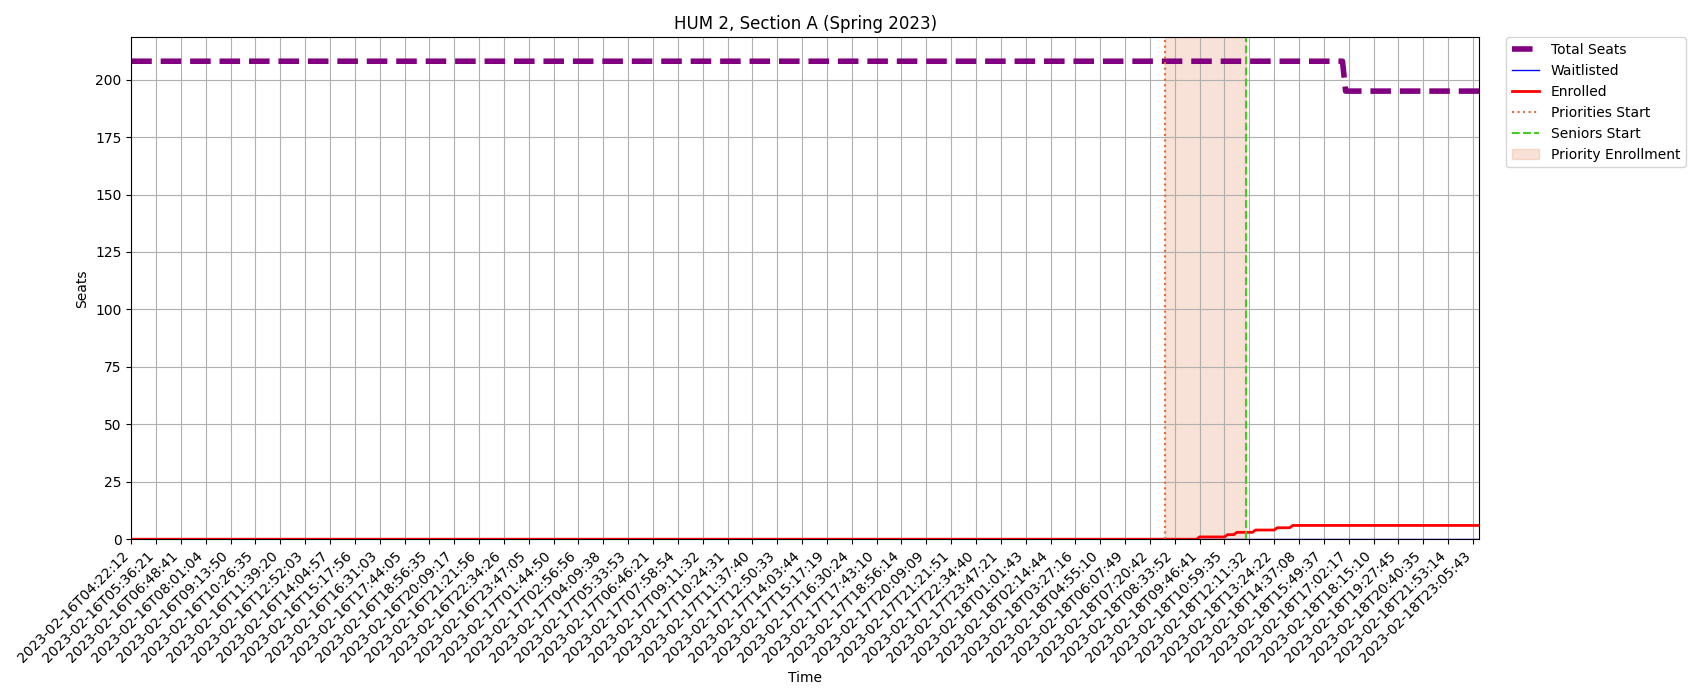 HUM 2, Section A (Spring 2023)
Total Seats
Waitlisted
Enrolled
Priorities Start
Seniors Start
Priority Enrollment
Seats
200
175
150
125
100
75
50
25
0
2023-02-16T04:22:12
2023-02-16T05:36:21
2023-02-16T06:48:41
2023-02-16T08:01:04
2023-02-16T09:13:50
2023-02-16T10:26:35
2023-02-16T11:39:20
2023-02-16T12:52:03
2023-02-16T14:04:57
2023-02-16T15:17:56
2023-02-16T16:31:03
2023-02-16T17:44:05
2023-02-16T18:56:35
2023-02-16T20:09:17
2023-02-16T21:21:56
2023-02-16T22:34:26
2023-02-16T23:47:05
2023-02-17T01:44:50
2023-02-17T02:56:56
2023-02-17T04:09:38
2023-02-17T05:33:53
2023-02-17T06:46:21
2023-02-17T07:58:54
2023-02-17T09:11:32
2023-02-17T10:24:31
2023-02-17T11:37:40
2023-02-17T12:50:33
2023-02-17T14:03:44
2023-02-17T15:17:19
2023-02-17T16:30:24
2023-02-17T17:43:10
2023-02-17T18:56:14
2023-02-17T20:09:09
2023-02-17T21:21:51
2023-02-17T22:34:40
2023-02-17T23:47:21
2023-02-18T01:01:43
2023-02-18T02:14:44
2023-02-18T03:27:16
2023-02-18T04:55:10
2023-02-18T06:07:49
2023-02-18T07:20:42
2023-02-18T08:33:52
2023-02-18T09:46:41
2023-02-18T10:59:35
2023-02-18T12:11:32
2023-02-18T13:24:22
2023-02-18T14:37:08
2023-02-18T15:49:37
2023-02-18T17:02:17
2023-02-18T18:15:10
2023-02-18T19:27:45
2023-02-18T20:40:35
2023-02-18T21:53:14
2023-02-18T23:05:43
Time